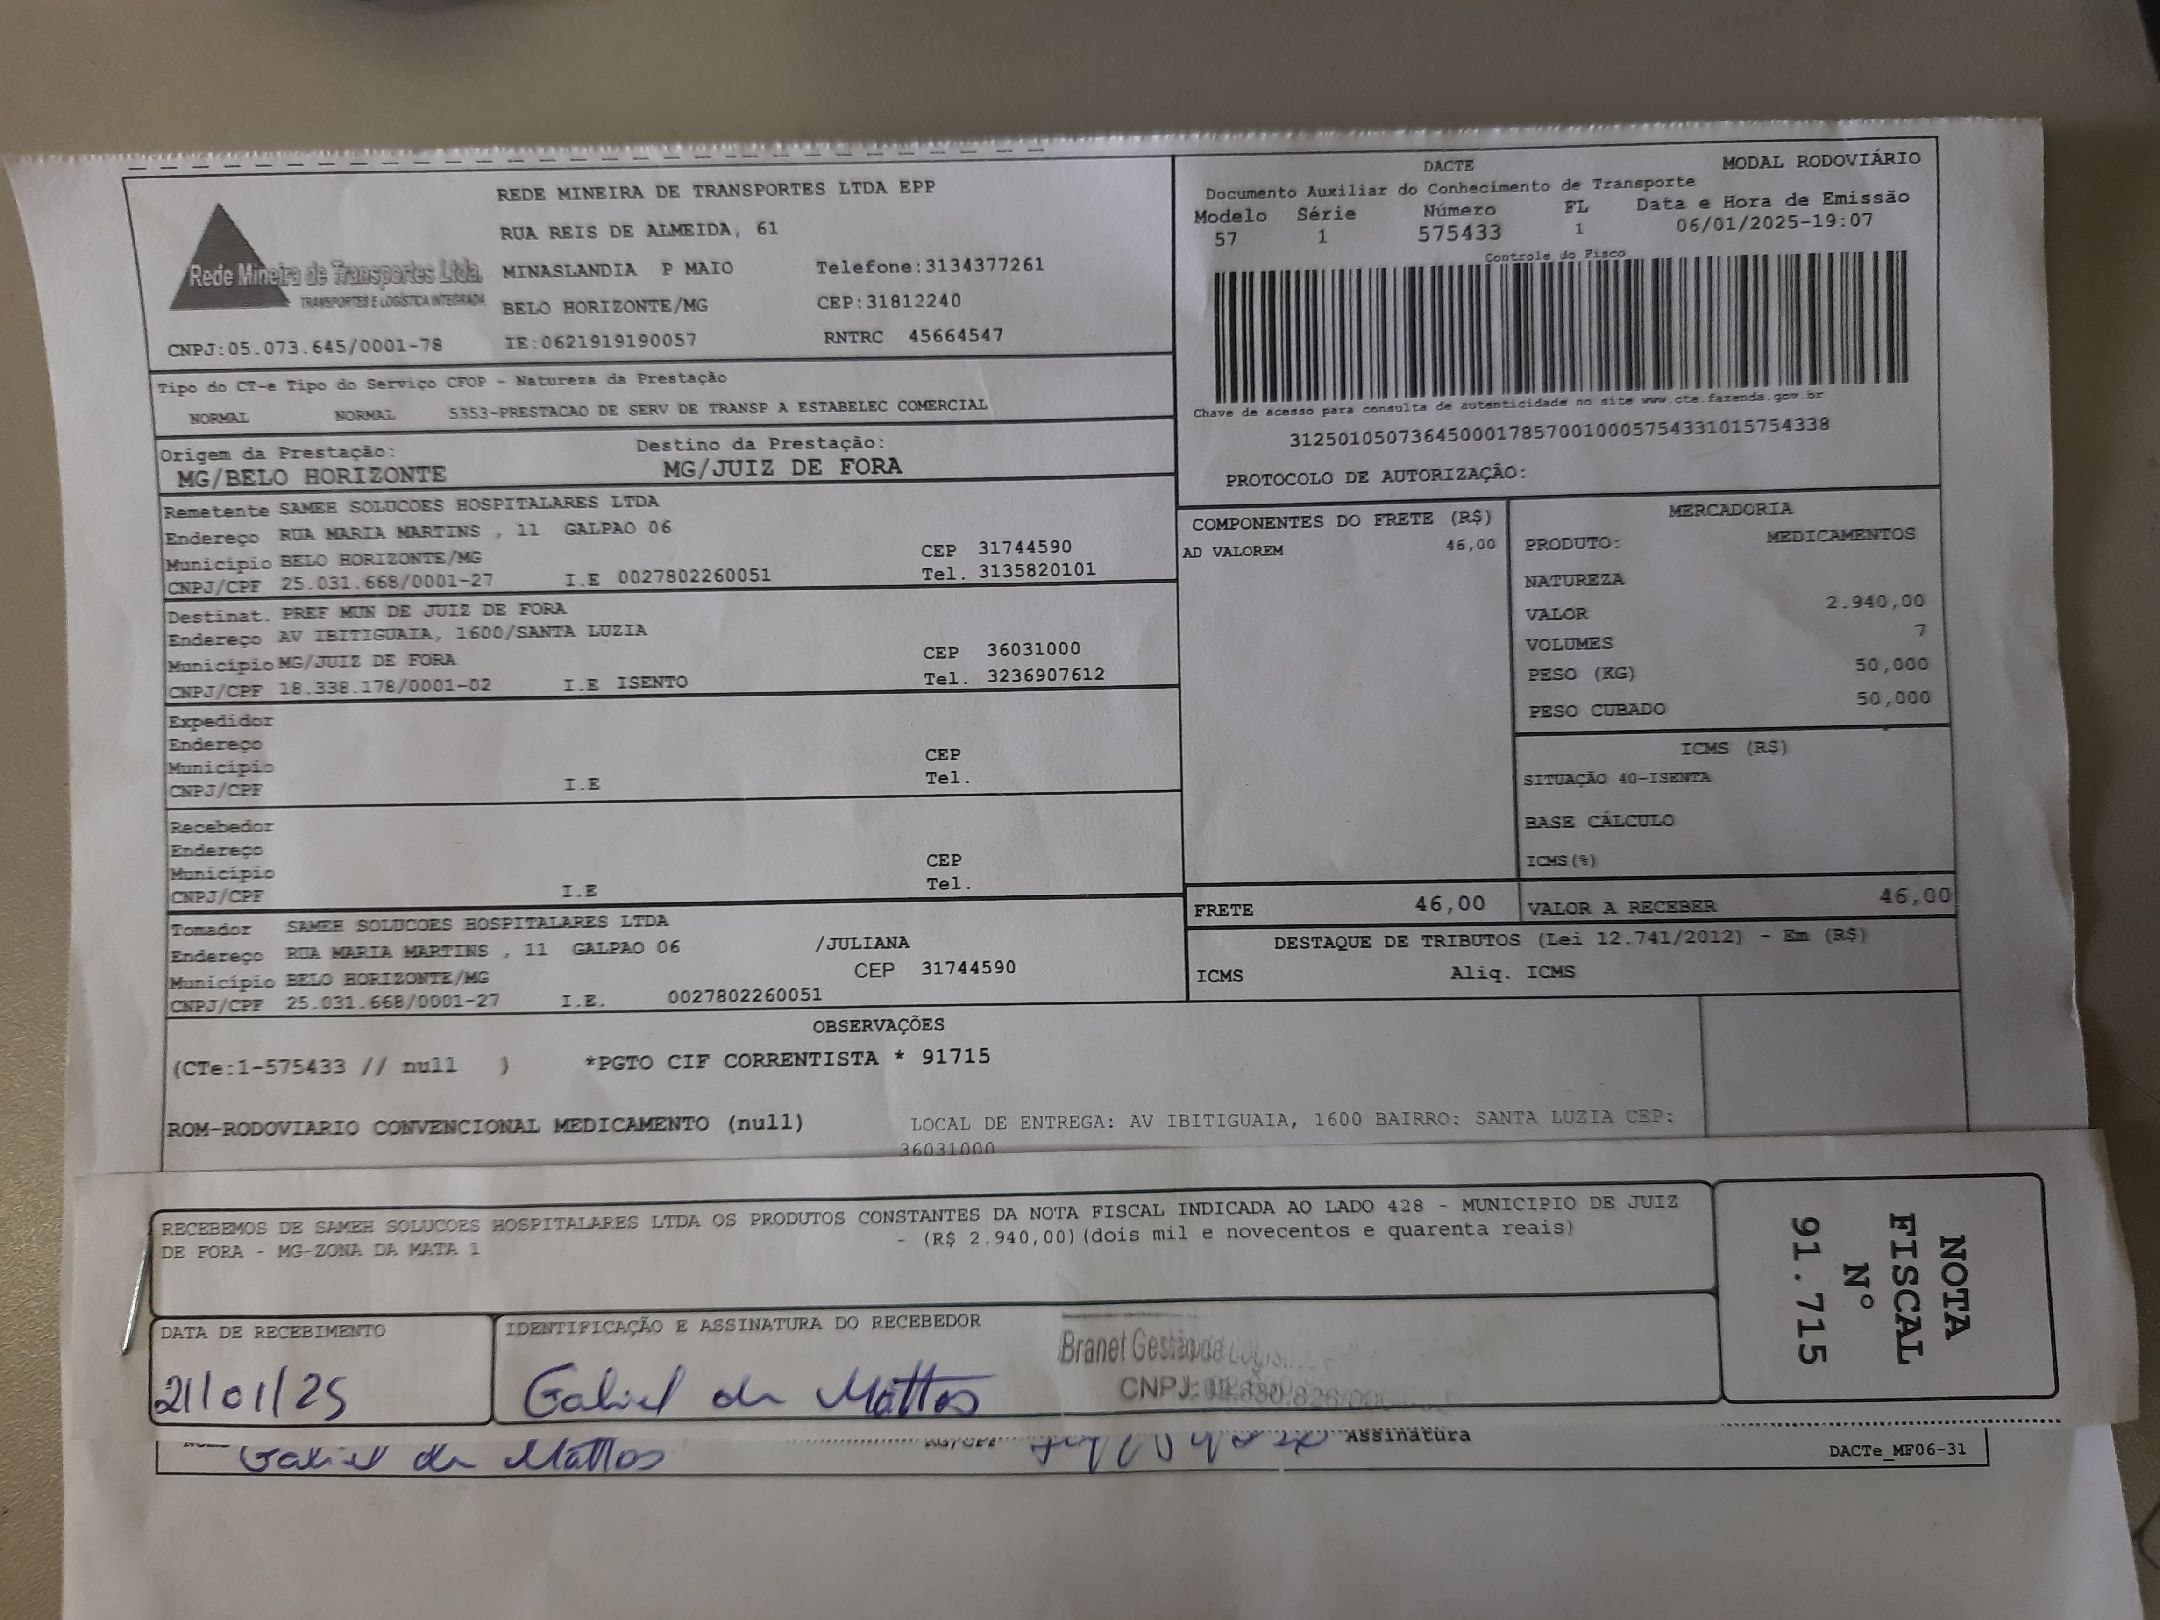 REDE MINEIRA DE TRANSPORTES LTDA EPP
RUA REIS DE ALMEIDA, 61
Rede Mineira de Transportes Ltda.
TRANSPORTES E LOGÍSTICA INTEGRADA
MINASLANDIA P MAIO Telefone:3134377261
BELO HORIZONTE/MG CEP:31812240
CNPJ:05.073.645/0001-78 IE:0621919190057 RNTRC 45664547
DACTE MODAL RODOVIÁRIO
Documento Auxiliar do Conhecimento de Transporte
Modelo Série Número FL Data e Hora de Emissão
57 1 575433 1 06/01/2025-19:07
Controle do Fisco
Chave de acesso para consulta de autenticidade no site www.cte.fazenda.gov.br
31250105073645000178570010005754331015754338
PROTOCOLO DE AUTORIZAÇÃO:
Tipo do CT-e Tipo do Serviço CFOP - Natureza da Prestação
NORMAL NORMAL 5353-PRESTACAO DE SERV DE TRANSP A ESTABELEC COMERCIAL
Origem da Prestação: Destino da Prestação:
MG/BELO HORIZONTE MG/JUIZ DE FORA
Remetente SAMEH SOLUCOES HOSPITALARES LTDA
Endereço RUA MARIA MARTINS , 11 GALPAO 06
Município BELO HORIZONTE/MG CEP 31744590
CNPJ/CPF 25.031.668/0001-27 I.E 0027802260051 Tel. 3135820101
Destinat. PREF MUN DE JUIZ DE FORA
Endereço AV IBITIGUAIA, 1600/SANTA LUZIA
Município MG/JUIZ DE FORA CEP 36031000
CNPJ/CPF 18.338.178/0001-02 I.E ISENTO Tel. 3236907612
Expedidor
Endereço
Município CEP
CNPJ/CPF I.E Tel.
Recebedor
Endereço
Município CEP
CNPJ/CPF I.E Tel.
Tomador SAMEH SOLUCOES HOSPITALARES LTDA
Endereço RUA MARIA MARTINS , 11 GALPAO 06 /JULIANA
Município BELO HORIZONTE/MG CEP 31744590
CNPJ/CPF 25.031.668/0001-27 I.E. 0027802260051
COMPONENTES DO FRETE (R$)
AD VALOREM 46,00
MERCADORIA
PRODUTO: MEDICAMENTOS
NATUREZA
VALOR 2.940,00
VOLUMES 7
PESO (KG) 50,000
PESO CUBADO 50,000
ICMS (R$)
SITUAÇÃO 40-ISENTA
BASE CÁLCULO
ICMS(%)
FRETE 46,00 VALOR A RECEBER 46,00
DESTAQUE DE TRIBUTOS (Lei 12.741/2012) - Em (R$)
ICMS Aliq. ICMS
OBSERVAÇÕES
(CTe:1-575433 // null ) *PGTO CIF CORRENTISTA * 91715
ROM-RODOVIARIO CONVENCIONAL MEDICAMENTO (null) LOCAL DE ENTREGA: AV IBITIGUAIA, 1600 BAIRRO: SANTA LUZIA CEP:
36031000
RECEBEMOS DE SAMEH SOLUCOES HOSPITALARES LTDA OS PRODUTOS CONSTANTES DA NOTA FISCAL INDICADA AO LADO 428 - MUNICIPIO DE JUIZ
DE FORA - MG-ZONA DA MATA 1 - (R$ 2.940,00)(dois mil e novecentos e quarenta reais)
NOTA
FISCAL
Nº
91.715
DATA DE RECEBIMENTO IDENTIFICAÇÃO E ASSINATURA DO RECEBEDOR
21/01/25 Gabriel de Mattos
Branet Gestão de
CNPJ:
Gabriel de Mattos Assinatura
DACTe_MF06-31